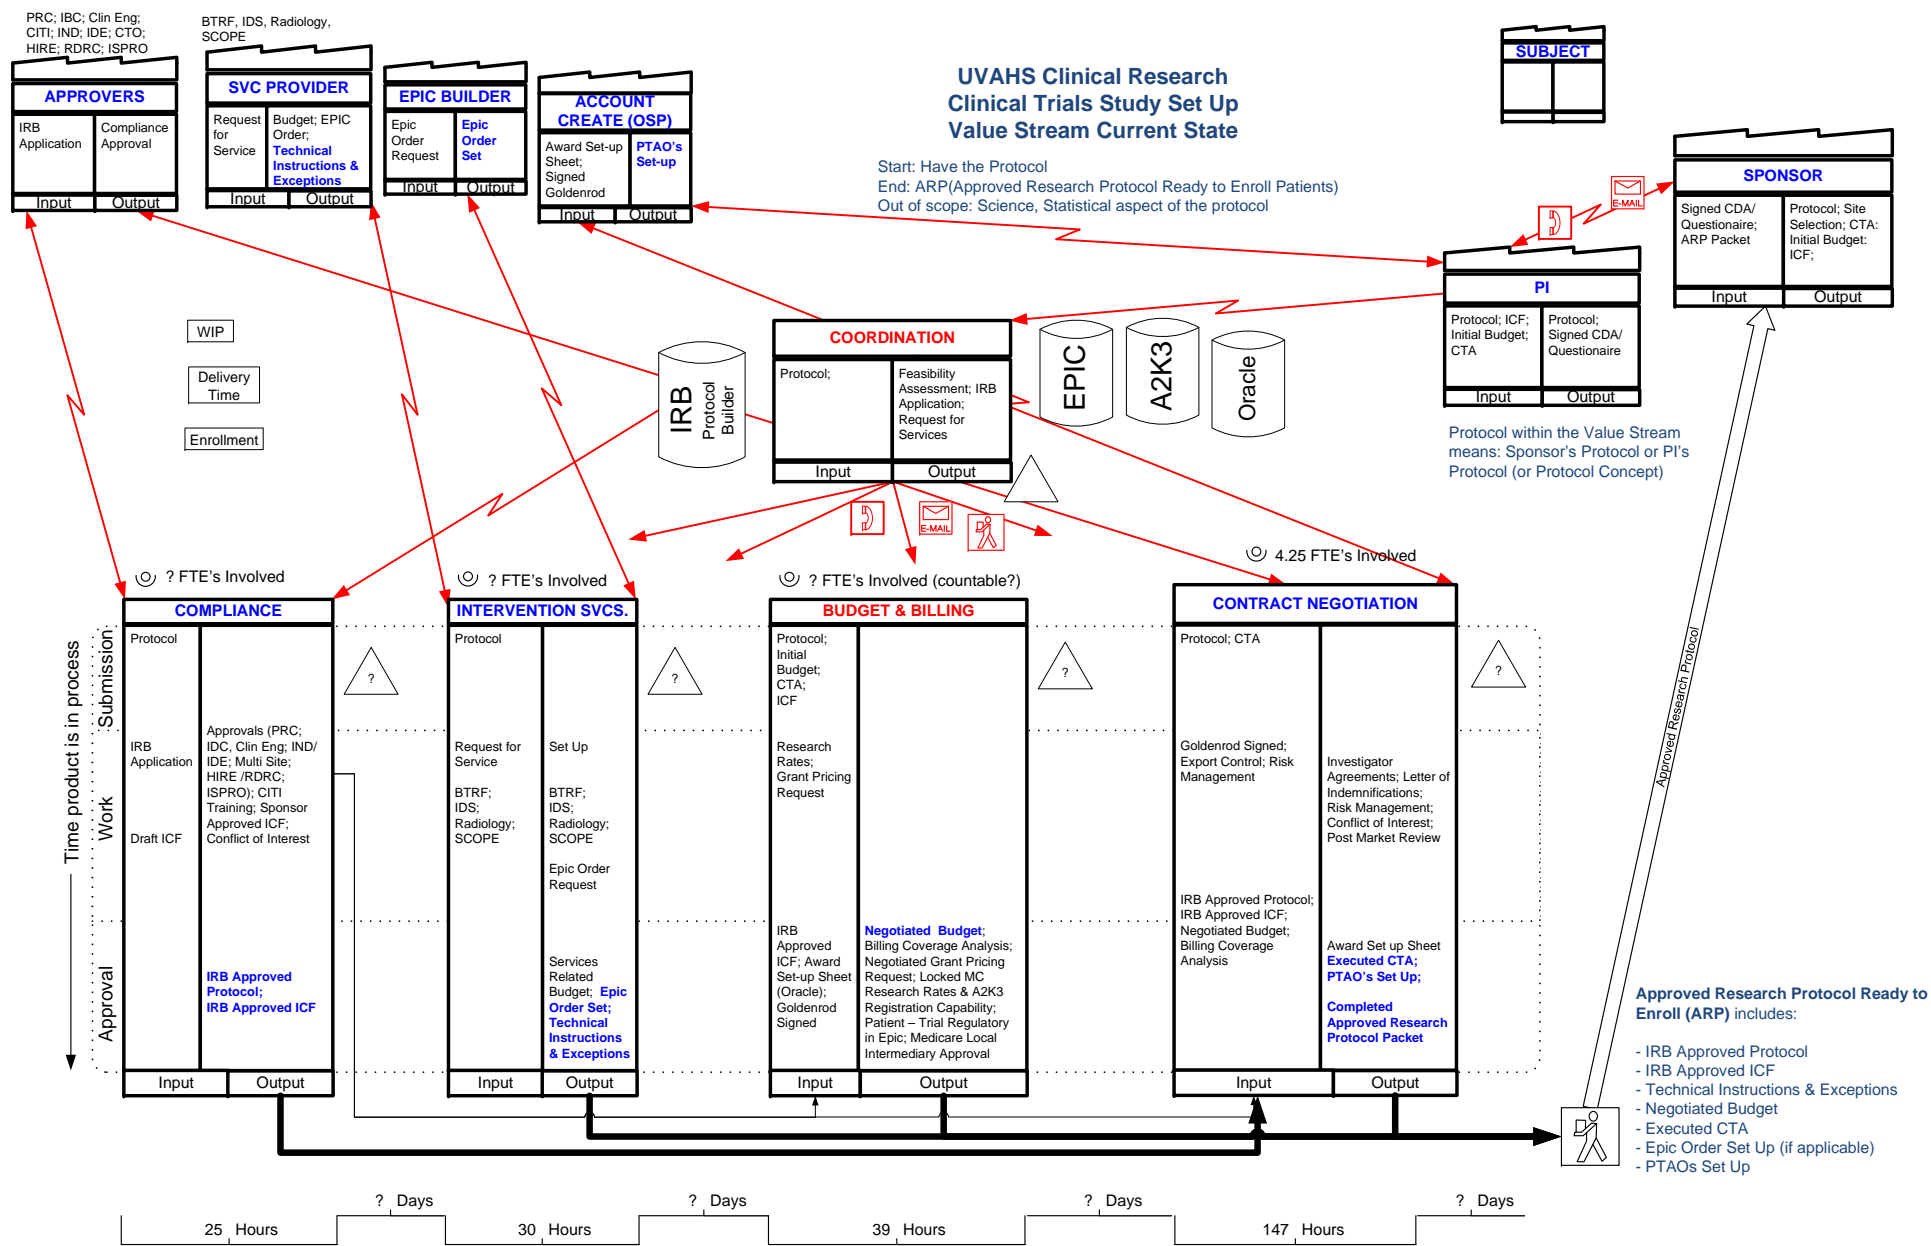 PRC; IBC; Clin Eng;
CITI; IND; IDE; CTO;
HIRE; RDRC; ISPRO
APPROVERS
IRB
Application
Compliance
Approval
Input
Output
BTRF, IDS, Radiology,
SCOPE
SVC PROVIDER
Request
for
Service
Budget; EPIC
Order;
Technical
Instructions &
Exceptions
Input
Output
EPIC BUILDER
Epic
Order
Request
Epic
Order
Set
Input
Output
ACCOUNT
CREATE (OSP)
Award Set-up
Sheet;
Signed
Goldenrod
PTAO's
Set-up
Input
Output
UVAHS Clinical Research
Clinical Trials Study Set Up
Value Stream Current State
Start: Have the Protocol
End: ARP(Approved Research Protocol Ready to Enroll Patients)
Out of scope: Science, Statistical aspect of the protocol
SUBJECT
SPONSOR
Signed CDA/
Questionaire;
ARP Packet
Protocol; Site
Selection; CTA:
Initial Budget:
ICF;
Input
Output
E-MAIL
PI
Protocol; ICF;
Initial Budget;
CTA
Protocol;
Signed CDA/
Questionaire
Input
Output
Protocol within the Value Stream
means: Sponsor's Protocol or PI's
Protocol (or Protocol Concept)
WIP
Delivery
Time
Enrollment
IRB
Protocol
Builder
COORDINATION
Protocol;
Feasibility
Assessment; IRB
Application;
Request for
Services
Input
Output
EPIC
A2K3
Oracle
E-MAIL
? FTE's Involved
? FTE's Involved
? FTE's Involved (countable?)
4.25 FTE's Involved
Time product is in process
Submission
Work
Approval
COMPLIANCE
Protocol
IRB
Application
Draft ICF
Approvals (PRC;
IDC, Clin Eng; IND/
IDE; Multi Site;
HIRE /RDRC;
ISPRO); CITI
Training; Sponsor
Approved ICF;
Conflict of Interest
IRB Approved
Protocol;
IRB Approved ICF
Input
Output
?
INTERVENTION SVCS.
Protocol
Request for
Service
BTRF;
IDS;
Radiology;
SCOPE
Set Up
BTRF;
IDS;
Radiology;
SCOPE
Epic Order
Request
Services
Related
Budget; Epic
Order Set;
Technical
Instructions
& Exceptions
Input
Output
?
BUDGET & BILLING
Protocol;
Initial
Budget;
CTA;
ICF
Research
Rates;
Grant Pricing
Request
IRB
Approved
ICF; Award
Set-up Sheet
(Oracle);
Goldenrod
Signed
Negotiated Budget;
Billing Coverage Analysis;
Negotiated Grant Pricing
Request; Locked MC
Research Rates & A2K3
Registration Capability;
Patient – Trial Regulatory
in Epic; Medicare Local
Intermediary Approval
Input
Output
?
CONTRACT NEGOTIATION
Protocol; CTA
Goldenrod Signed;
Export Control; Risk
Management
IRB Approved Protocol;
IRB Approved ICF;
Negotiated Budget;
Billing Coverage
Analysis
Investigator
Agreements; Letter of
Indemnifications;
Risk Management;
Conflict of Interest;
Post Market Review
Award Set up Sheet
Executed CTA;
PTAO's Set Up;
Completed
Approved Research
Protocol Packet
Input
Output
?
Approved Research Protocol
Approved Research Protocol Ready to
Enroll (ARP) includes:
- IRB Approved Protocol
- IRB Approved ICF
- Technical Instructions & Exceptions
- Negotiated Budget
- Executed CTA
- Epic Order Set Up (if applicable)
- PTAOs Set Up
25 Hours
? Days
30 Hours
? Days
39 Hours
? Days
147 Hours
? Days